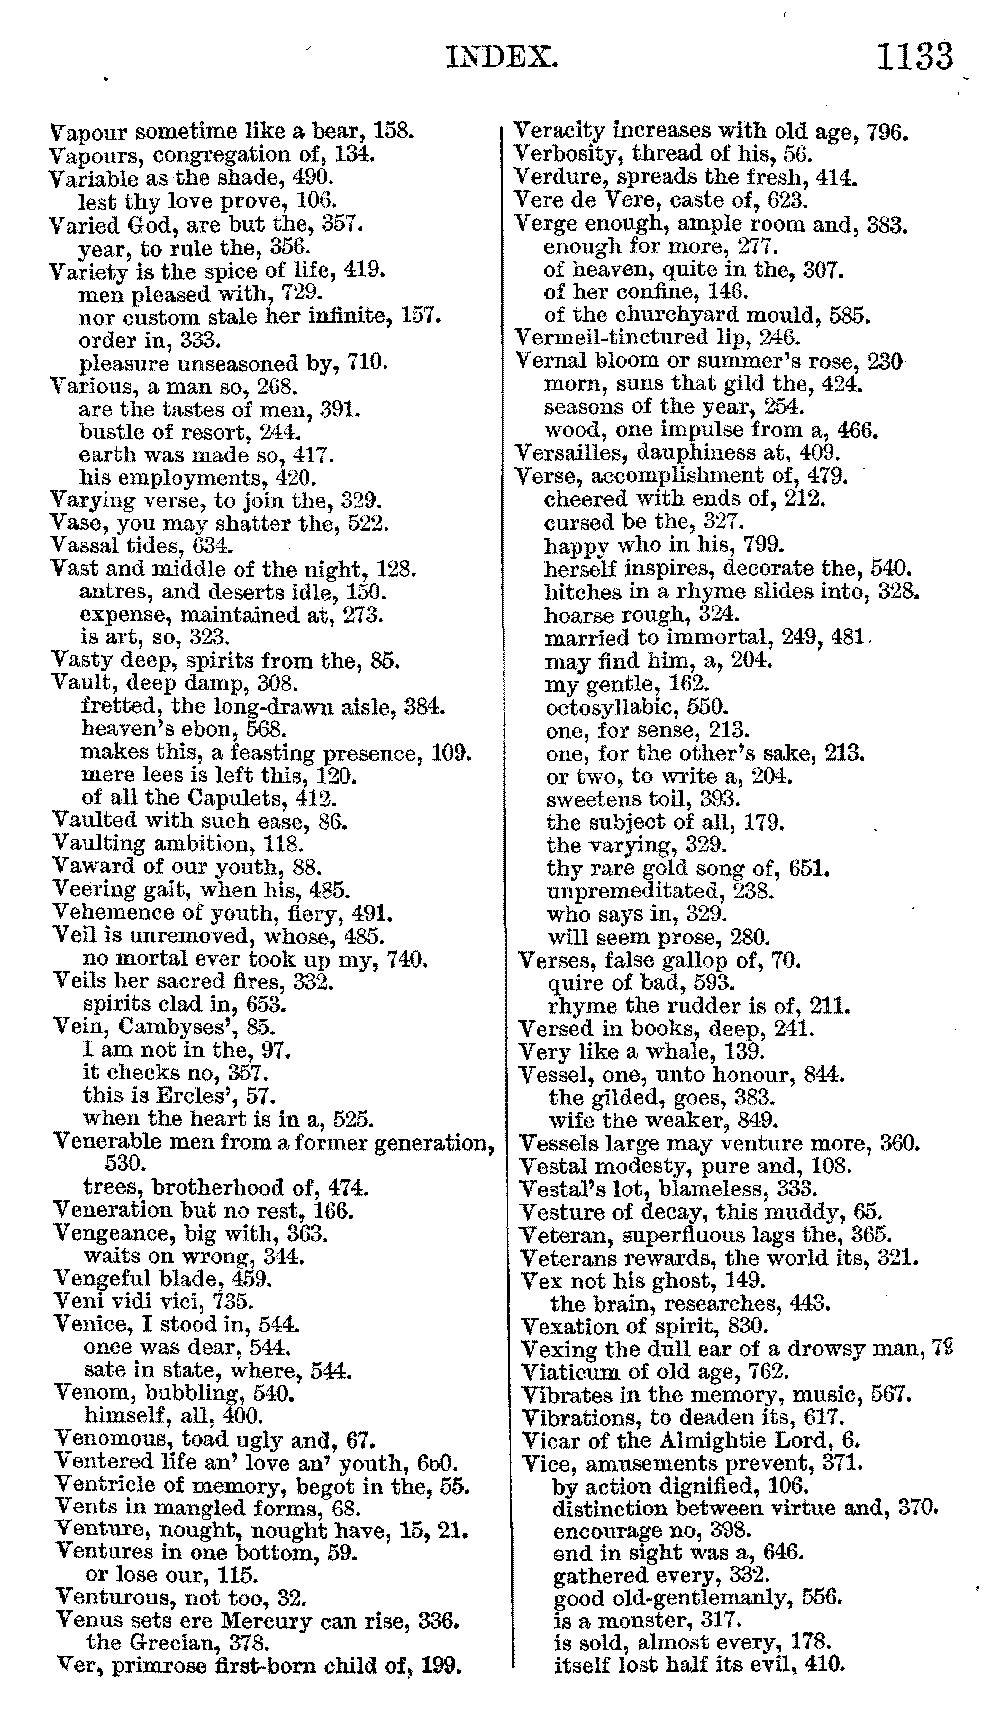 INDEX. 1133
Vapour sometime like a bear, 158.
Vapours, congregation of, 134.
Variable as the shade, 490.
lest thy love prove, 106.
Varied God, are but the, 357.
year, to rule the, 356.
Variety is the spice of life, 419.
men pleased with, 729.
nor custom stale her infinite, 157.
order in, 333.
pleasure unseasoned by, 710.
Various, a man so, 268.
are the tastes of men, 391.
bustle of resort, 244.
earth was made so, 417.
his employments, 420.
Varying verse, to join the, 329.
Vase, you may shatter the, 522.
Vassal tides, 634.
Vast and middle of the night, 128.
antres, and deserts idle, 150.
expense, maintained at, 273.
is art, so, 323.
Vasty deep, spirits from the, 85.
Vault, deep damp, 308.
fretted, the long-drawn aisle, 384.
heaven's ebon, 568.
makes this, a feasting presence, 109.
mere lees is left this, 120.
of all the Capulets, 412.
Vaulted with such ease, 86.
Vaulting ambition, 118.
Vaward of our youth, 88.
Veering gait, when his, 485.
Vehemence of youth, fiery, 491.
Veil is unremoved, whose, 485.
no mortal ever took up my, 740.
Veils her sacred fires, 332.
spirits clad in, 653.
Vein, Cambyses', 85.
I am not in the, 97.
it checks no, 357.
this is Ercles', 57.
when the heart is in a, 525.
Venerable men from a former generation,
530.
trees, brotherhood of, 474.
Veneration but no rest, 166.
Vengeance, big with, 363.
waits on wrong, 344.
Vengeful blade, 459.
Veni vidi vici, 735.
Venice, I stood in, 544.
once was dear, 544.
sate in state, where, 544.
Venom, bubbling, 540.
himself, all, 400.
Venomous, toad ugly and, 67.
Ventered life an' love an' youth, 660.
Ventricle of memory, begot in the, 55.
Vents in mangled forms, 68.
Venture, nought, nought have, 15, 21.
Ventures in one bottom, 59.
or lose our, 115.
Venturous, not too, 32.
Venus sets ere Mercury can rise, 336.
the Grecian, 378.
Ver, primrose first-born child of, 199.
Veracity increases with old age, 796.
Verbosity, thread of his, 56.
Verdure, spreads the fresh, 414.
Vere de Vere, caste of, 623.
Verge enough, ample room and, 383.
enough for more, 277.
of heaven, quite in the, 307.
of her confine, 146.
of the churchyard mould, 585.
Vermeil-tinctured lip, 246.
Vernal bloom or summer's rose, 230
morn, suns that gild the, 424.
seasons of the year, 254.
wood, one impulse from a, 466.
Versailles, dauphiness at, 409.
Verse, accomplishment of, 479.
cheered with ends of, 212.
cursed be the, 327.
happy who in his, 799.
herself inspires, decorate the, 540.
hitches in a rhyme slides into, 328.
hoarse rough, 324.
married to immortal, 249, 481.
may find him, a, 204.
my gentle, 162.
octosyllabic, 550.
one, for sense, 213.
one, for the other's sake, 213.
or two, to write a, 204.
sweetens toil, 393.
the subject of all, 179.
the varying, 329.
thy rare gold song of, 651.
unpremeditated, 238.
who says in, 329.
will seem prose, 280.
Verses, false gallop of, 70.
quire of bad, 593.
rhyme the rudder is of, 211.
Versed in books, deep, 241.
Very like a whale, 139.
Vessel, one, unto honour, 844.
the gilded, goes, 383.
wife the weaker, 849.
Vessels large may venture more, 360.
Vestal modesty, pure and, 108.
Vestal's lot, blameless, 333.
Vesture of decay, this muddy, 65.
Veteran, superfluous lags the, 365.
Veterans rewards, the world its, 321.
Vex not his ghost, 149.
the brain, researches, 443.
Vexation of spirit, 830.
Vexing the dull ear of a drowsy man,
Viaticum of old age, 762.
Vibrates in the memory, music, 567.
Vibrations, to deaden its, 617.
Vicar of the Almightie Lord, 6.
Vice, amusements prevent, 371.
by action dignified, 106.
distinction between virtue and, 370.
encourage no, 398.
end in sight was a, 646.
gathered every, 332.
good old-gentlemanly, 556.
is a monster, 317.
is sold, almost every, 178.
itself lost half its evil, 410.